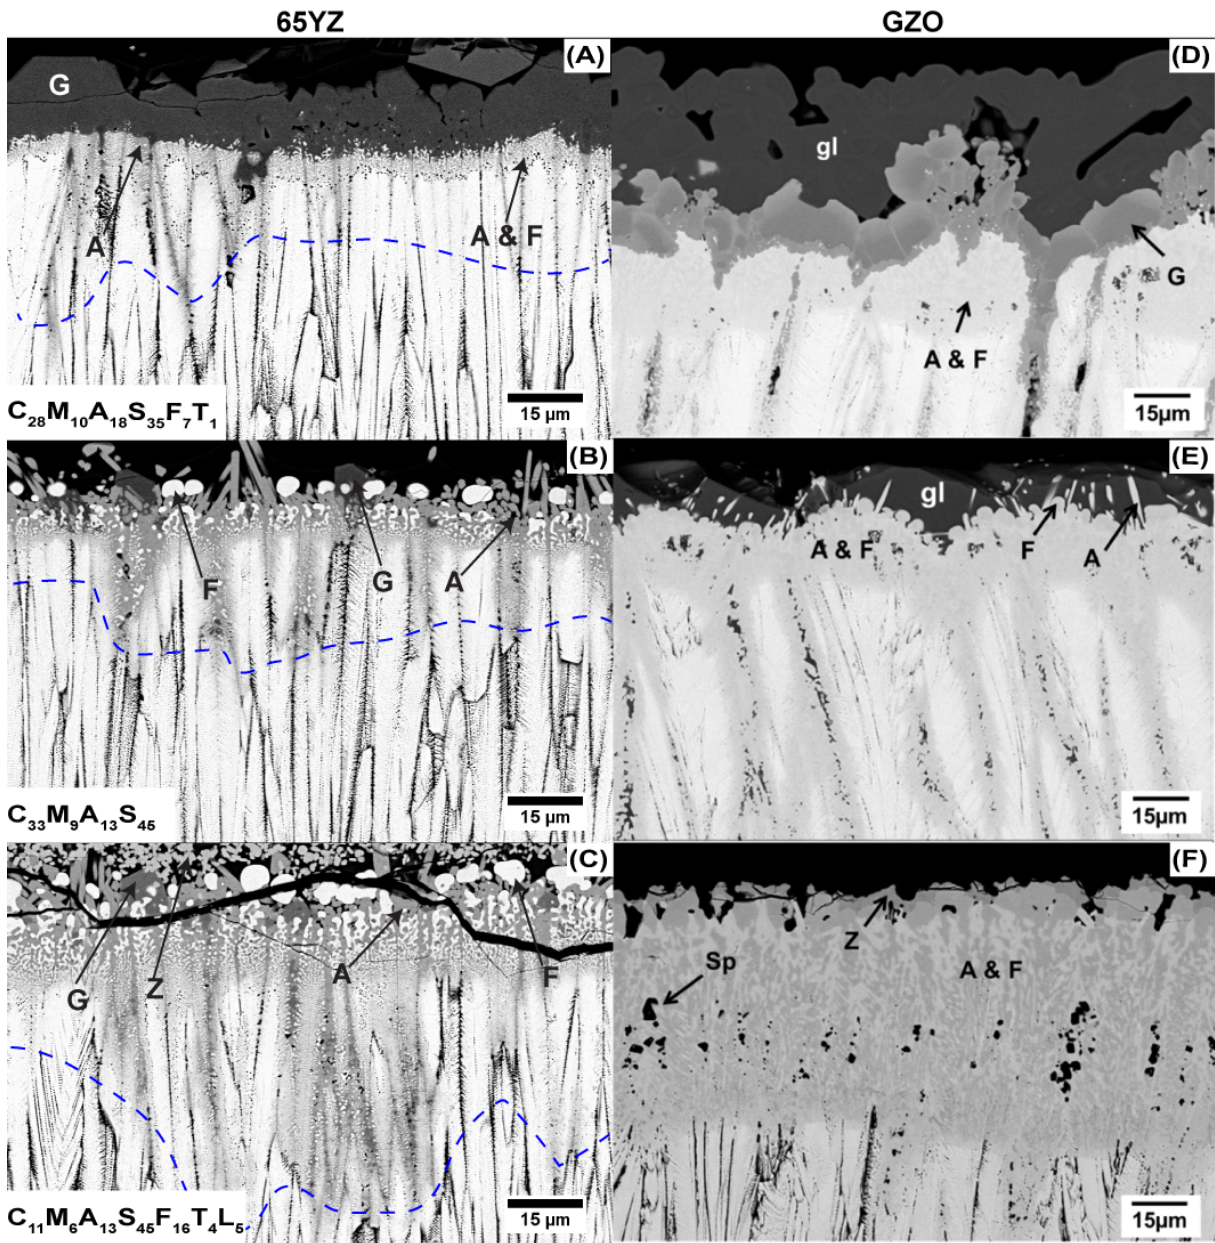 65YZ
GZO
(A)
G
A
A & F
15 µm
C₂₈M₁₀A₁₈S₃₅F₇T₁
(D)
gl
G
A & F
15µm
(B)
F
G
A
15 µm
C₃₃M₉A₁₃S₄₅
(E)
gl
A & F
F
A
15µm
(C)
G
Z
A
F
15 µm
C₁₁M₆A₁₃S₄₅F₁₆T₄L₅
(F)
Z
Sp
A & F
15µm